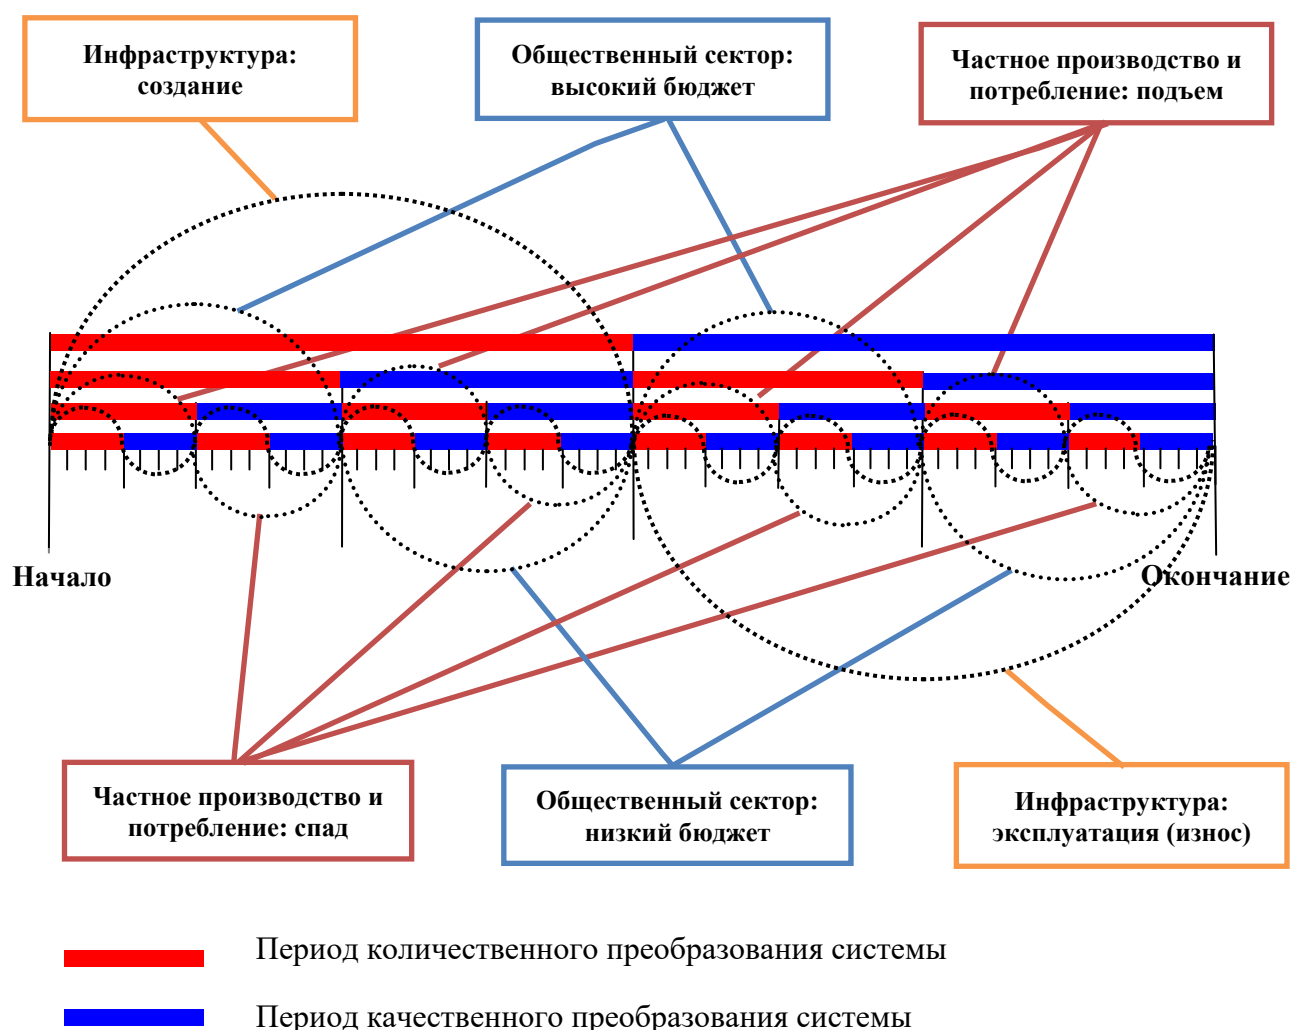 Инфраструктура:
создание
Общественный сектор:
высокий бюджет
Частное производство и
потребление: подъем
Начало
Окончание
Частное производство и
потребление: спад
Общественный сектор:
низкий бюджет
Инфраструктура:
эксплуатация (износ)
Период количественного преобразования системы
Период качественного преобразования системы